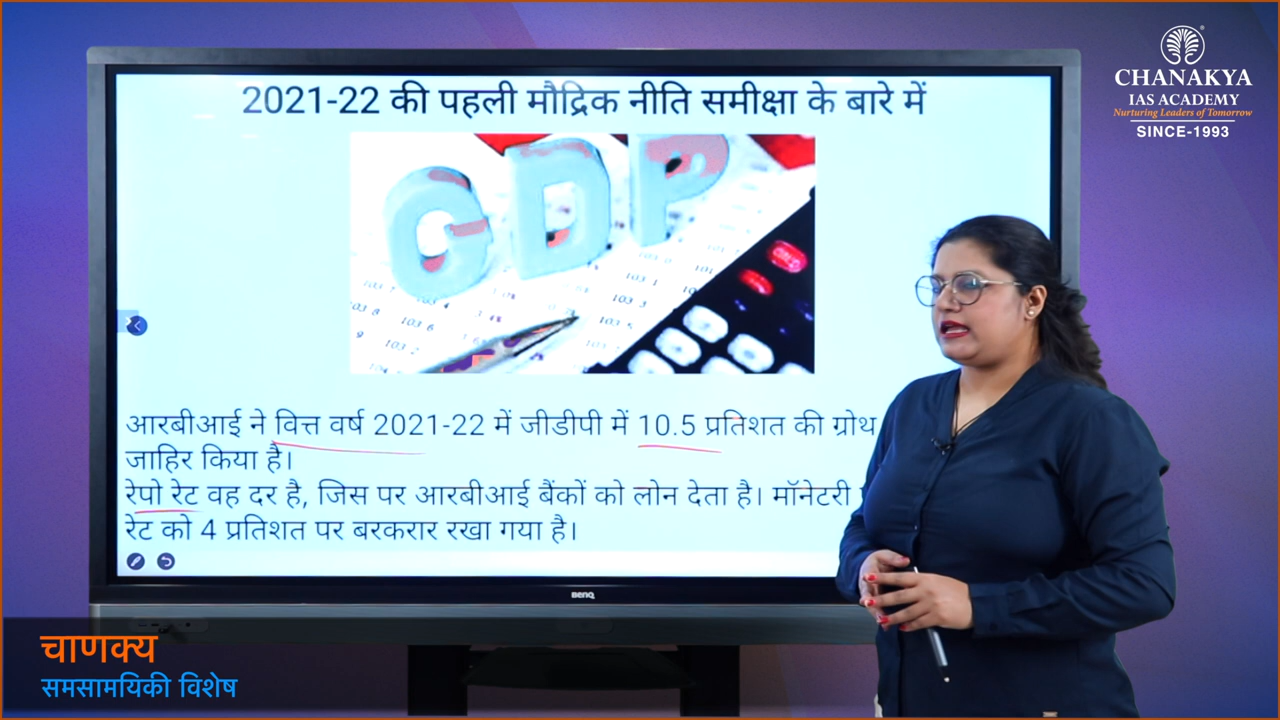 2021-22 की पहली मौद्रिक नीति समीक्षा के बारे में
CHANAKYA
IAS ACADEMY
Nurturing Leaders of Tomorrow
SINCE-1993
GDP
आरबीआई ने वित्त वर्ष 2021-22 में जीडीपी में 10.5 प्रतिशत की ग्रोथ
जाहिर किया है।
रेपो रेट वह दर है, जिस पर आरबीआई बैंकों को लोन देता है। मॉनेटरी
रेट को 4 प्रतिशत पर बरकरार रखा गया है।
BenQ
चाणक्य
समसामयिकी विशेष